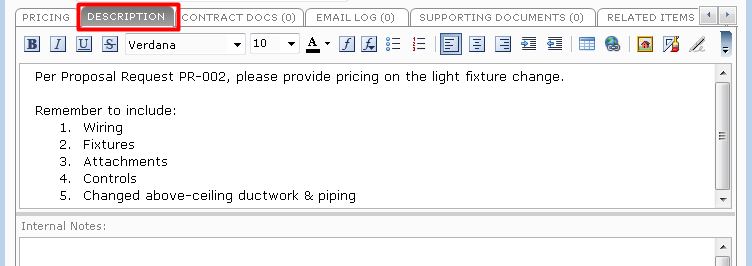 PRICING DESCRIPTION CONTRACT DOCS (0) EMAIL LOG (0) SUPPORTING DOCUMENTS (0) RELATED ITEMS
B I U S Verdana 10 A f f
Per Proposal Request PR-002, please provide pricing on the light fixture change.
Remember to include:
1. Wiring
2. Fixtures
3. Attachments
4. Controls
5. Changed above-ceiling ductwork & piping
Internal Notes: